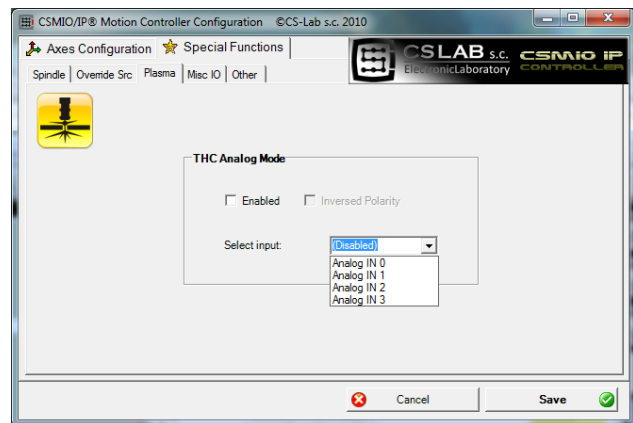 CSMIO/IP® Motion Controller Configuration ©CS-Lab s.c. 2010
Axes Configuration Special Functions
CSLAB s.c.
ElectronicLaboratory
CSMIO IP
CONTROLLER
Spindle Override Src Plasma Misc IO Other
THC Analog Mode
Enabled Inversed Polarity
Select input: (Disabled)
Analog IN 0
Analog IN 1
Analog IN 2
Analog IN 3
Cancel Save